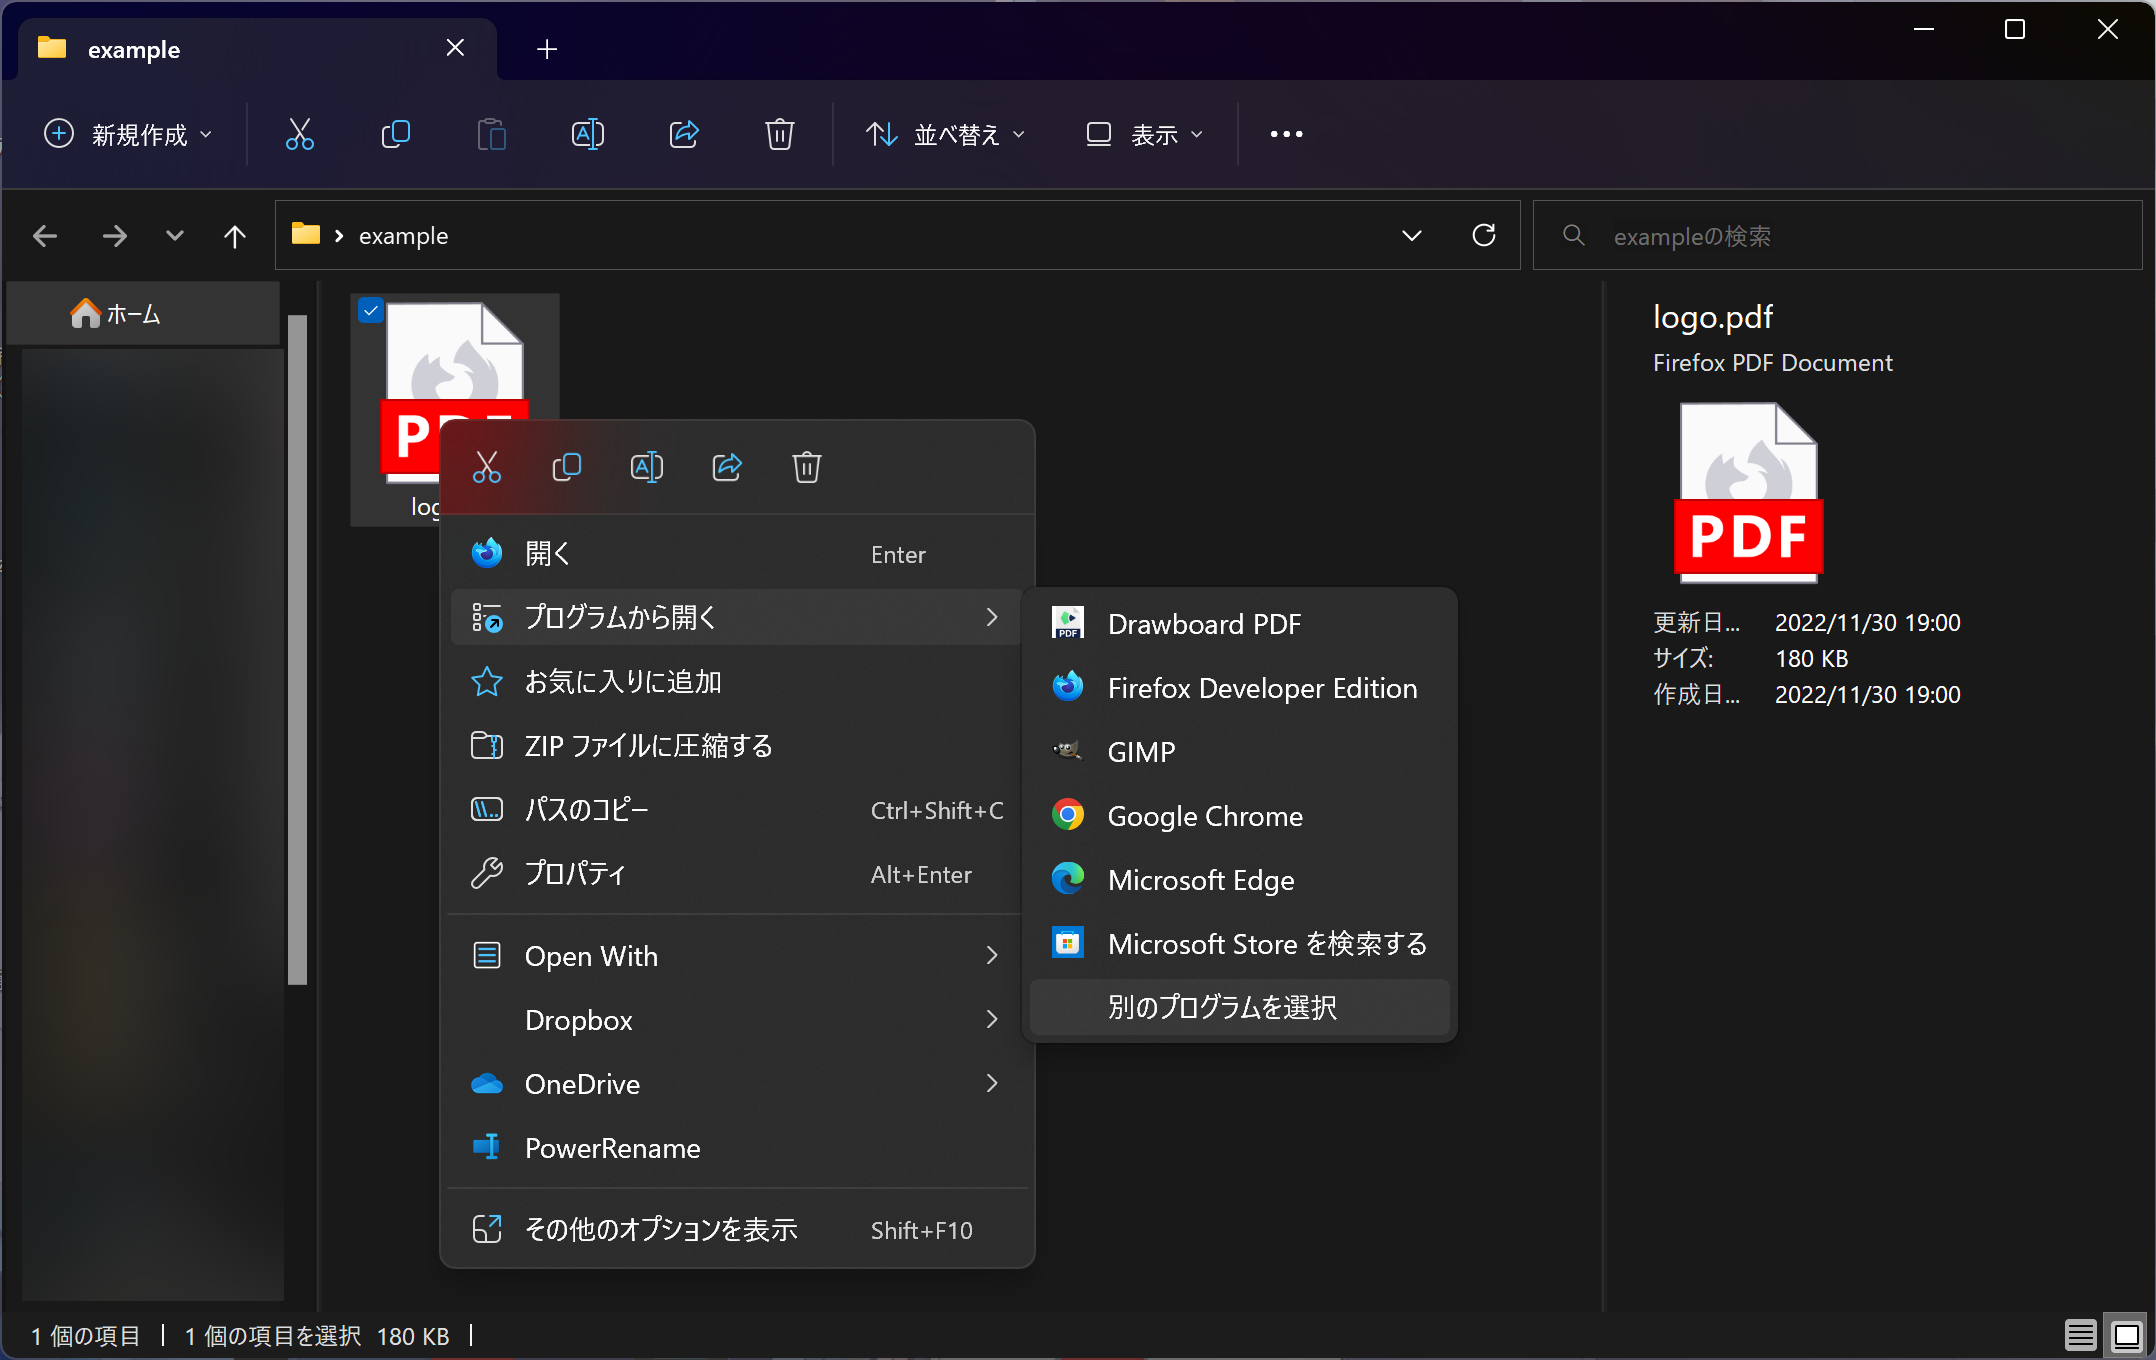 example
新規作成
並べ替え
表示
example
exampleの検索
ホーム
logo.pdf
Firefox PDF Document
PDF
更新日... 2022/11/30 19:00
サイズ: 180 KB
作成日... 2022/11/30 19:00
開く Enter
プログラムから開く
お気に入りに追加
ZIP ファイルに圧縮する
パスのコピー Ctrl+Shift+C
プロパティ Alt+Enter
Open With
Dropbox
OneDrive
PowerRename
その他のオプションを表示 Shift+F10
PDF
Drawboard PDF
Firefox Developer Edition
GIMP
Google Chrome
Microsoft Edge
Microsoft Store を検索する
別のプログラムを選択
1 個の項目
1 個の項目を選択 180 KB